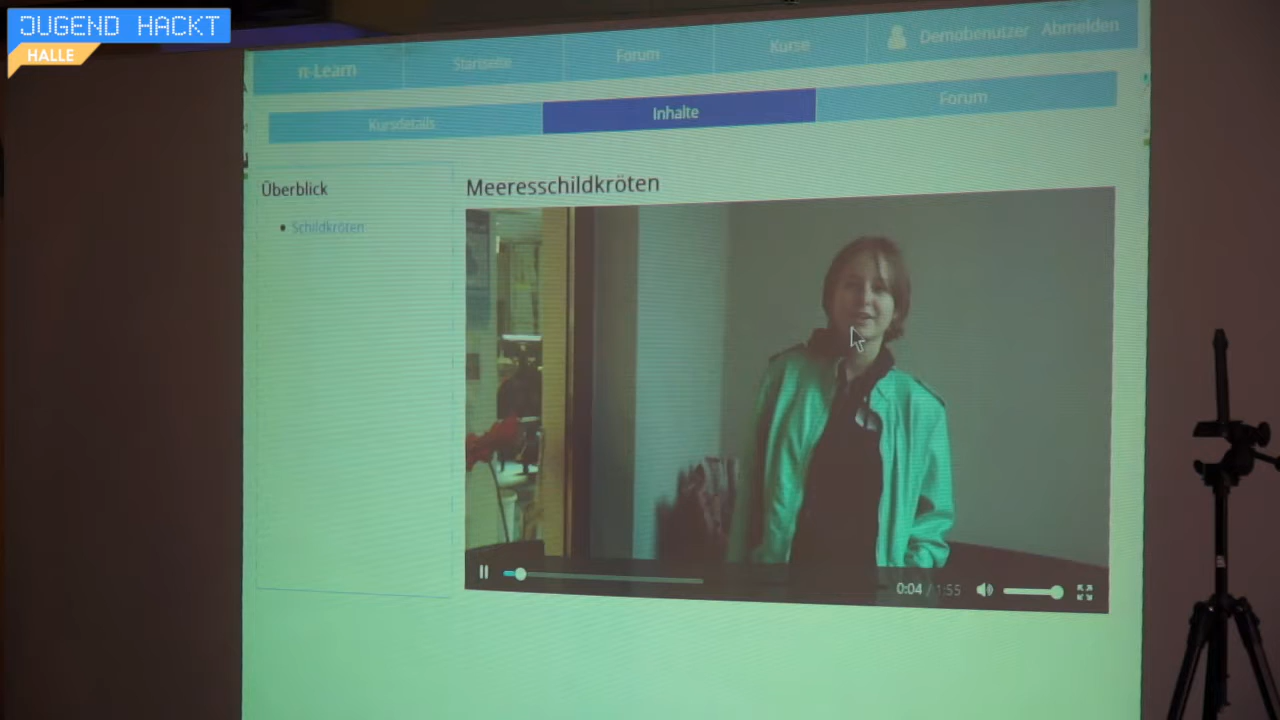 JUGEND HACKT
HALLE
π-Learn
Startseite
Forum
Kurse
Demobenutzer
Abmelden
Kursdetails
Inhalte
Forum
Überblick
• Schildkröten
Meeresschildkröten
0:04 / 1:55